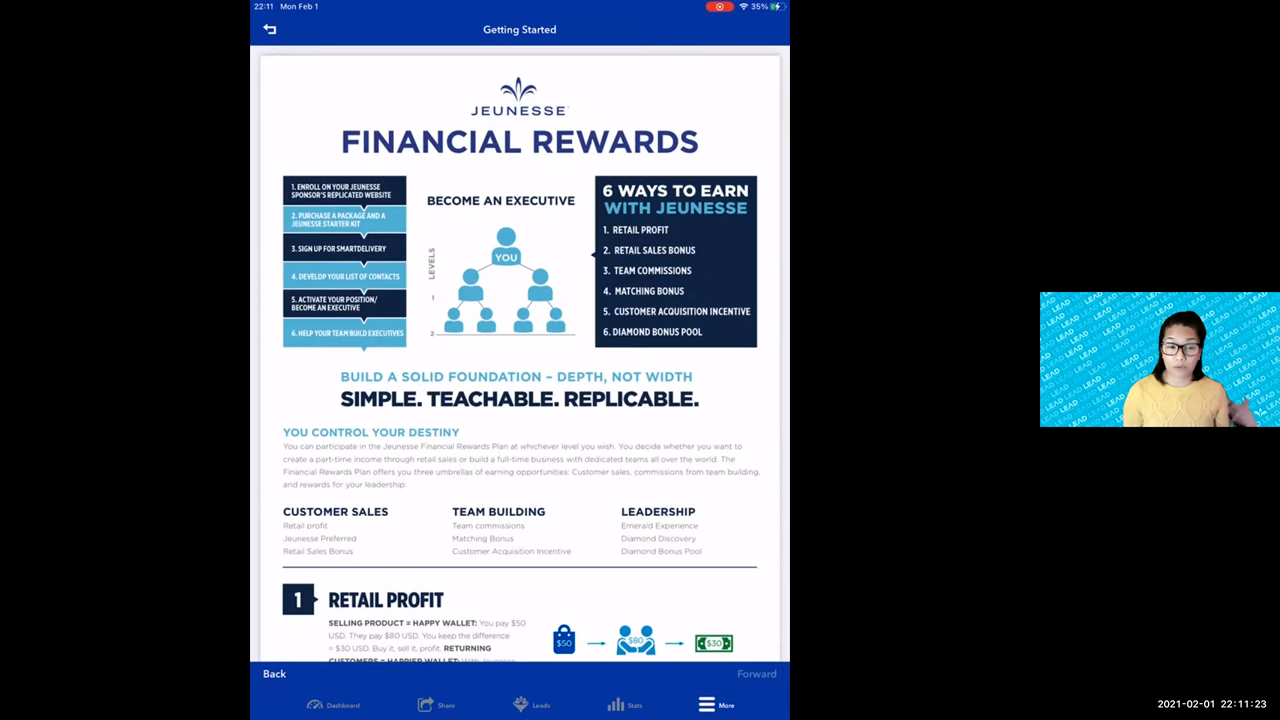 22:11 Mon Feb 1
35%
Getting Started
JEUNESSE
FINANCIAL REWARDS
1. ENROLL ON YOUR JEUNESSE
SPONSOR'S REPLICATED WEBSITE
2. PURCHASE A PACKAGE AND A
JEUNESSE STARTER KIT
3. SIGN UP FOR SMARTDELIVERY
4. DEVELOP YOUR LIST OF CONTACTS
5. ACTIVATE YOUR POSITION/
BECOME AN EXECUTIVE
6. HELP YOUR TEAM BUILD EXECUTIVES
BECOME AN EXECUTIVE
LEVELS
YOU
1
2
6 WAYS TO EARN
WITH JEUNESSE
1. RETAIL PROFIT
2. RETAIL SALES BONUS
3. TEAM COMMISSIONS
4. MATCHING BONUS
5. CUSTOMER ACQUISITION INCENTIVE
6. DIAMOND BONUS POOL
BUILD A SOLID FOUNDATION – DEPTH, NOT WIDTH
SIMPLE. TEACHABLE. REPLICABLE.
YOU CONTROL YOUR DESTINY
You can participate in the Jeunesse Financial Rewards Plan at whichever level you wish. You decide whether you want to
create a part-time income through retail sales or build a full-time business with dedicated teams all over the world. The
Financial Rewards Plan offers you three umbrellas of earning opportunities: Customer sales, commissions from team building,
and rewards for your leadership.
CUSTOMER SALES
Retail profit
Jeunesse Preferred
Retail Sales Bonus
TEAM BUILDING
Team commissions
Matching Bonus
Customer Acquisition Incentive
LEADERSHIP
Emerald Experience
Diamond Discovery
Diamond Bonus Pool
1 RETAIL PROFIT
SELLING PRODUCT = HAPPY WALLET: You pay $50
USD. They pay $80 USD. You keep the difference
= $30 USD. Buy it, sell it, profit. RETURNING
CUSTOMERS = HAPPIER WALLET: With Jeunesse
$50
$80
$30
Back
Forward
Dashboard
Share
Leads
Stats
More
LEAD LEAD LEAD
2021-02-01 22:11:23